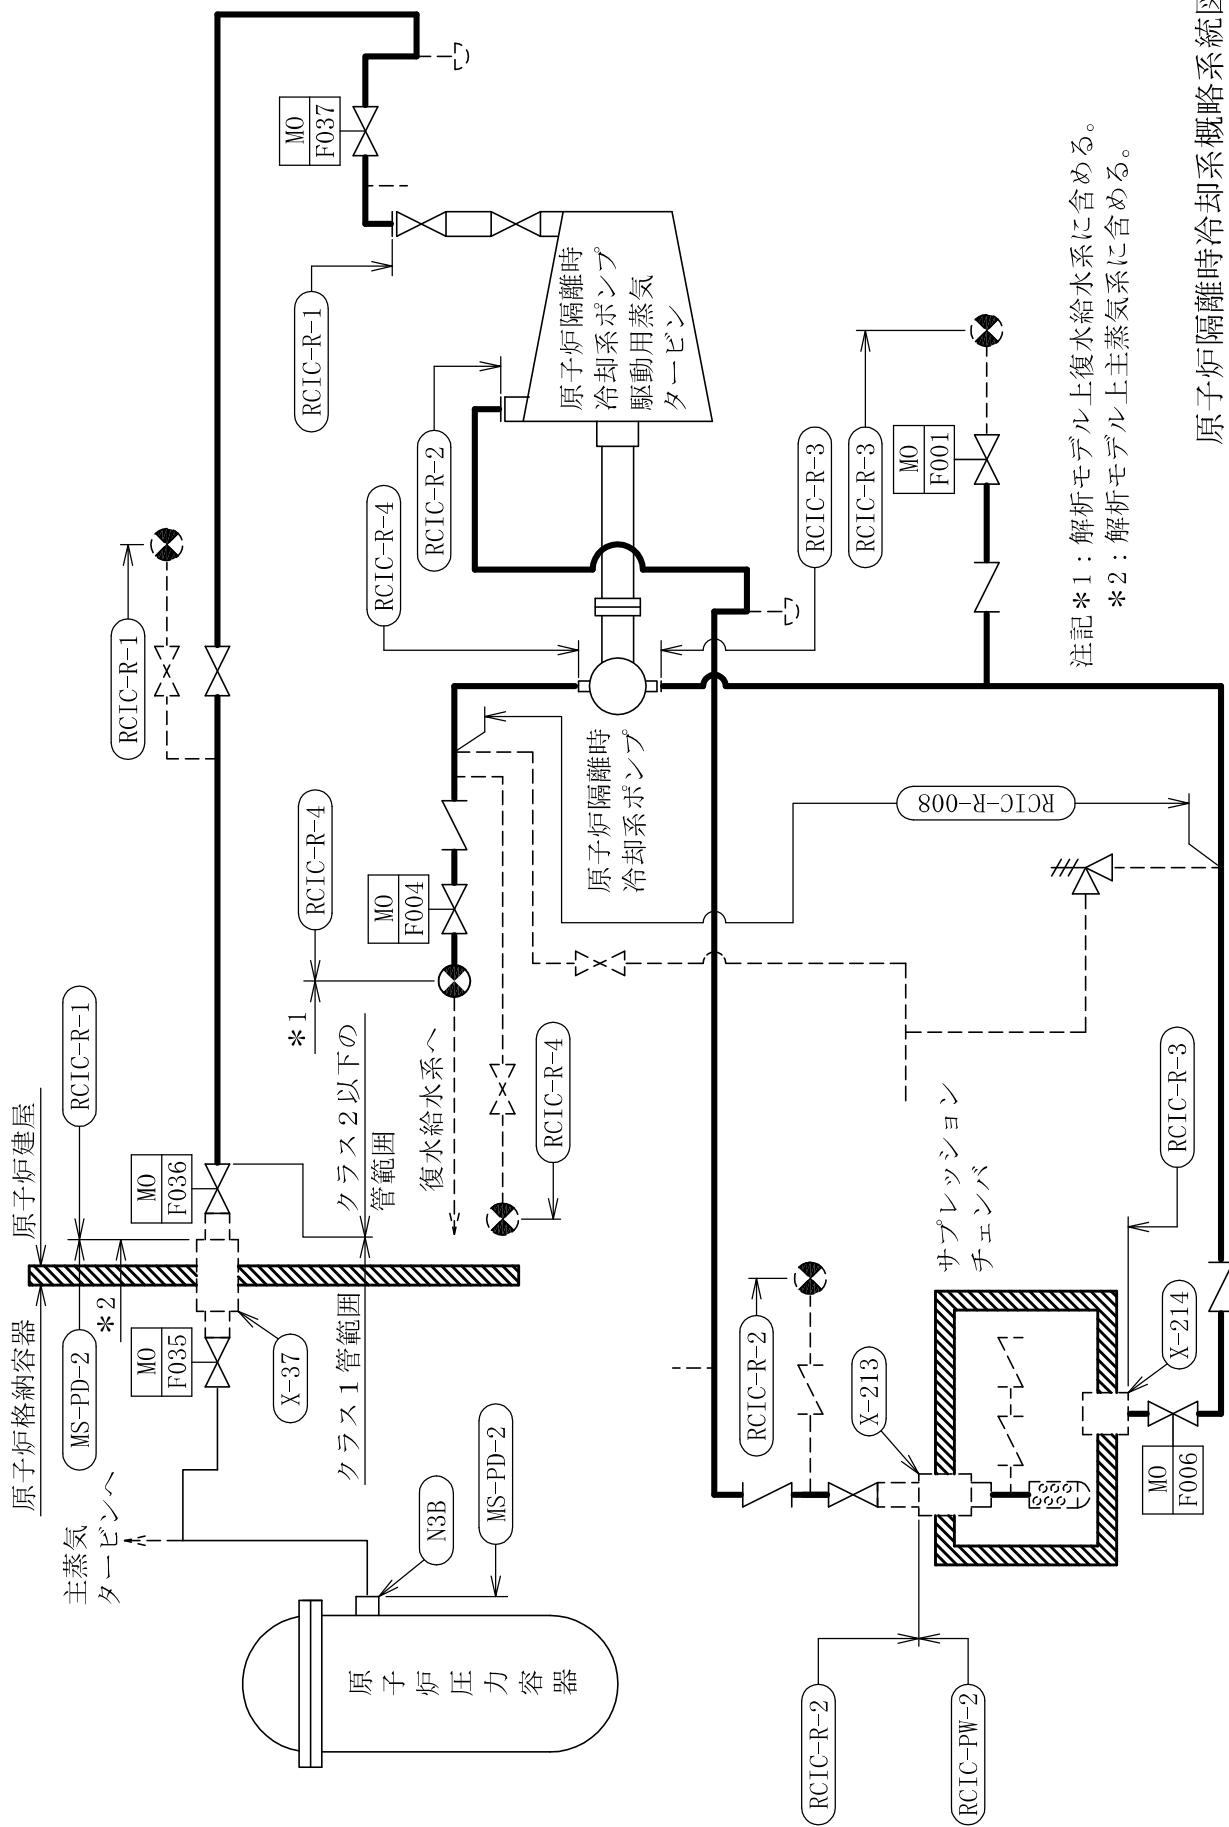 原子炉格納容器
原子炉建屋
MS-PD-2
RCIC-R-1
*2
主蒸気
タービンへ
MO
F035
MO
F036
X-37
クラス1管範囲
クラス2以下の
管範囲
N3B
MS-PD-2
原子炉圧力容器
RCIC-R-1
MO
F037
RCIC-R-1
原子炉隔離時
冷却系ポンプ
駆動用蒸気
タービン
RCIC-R-2
RCIC-R-4
RCIC-R-4
*1
MO
F004
復水給水系へ
RCIC-R-4
原子炉隔離時
冷却系ポンプ
RCIC-R-3
RCIC-R-3
MO
F001
RCIC-R-008
RCIC-R-2
X-213
サプレッション
チェンバ
RCIC-R-3
X-214
MO
F006
RCIC-R-2
RCIC-PW-2
注記*1：解析モデル上復水給水系に含める。
*2：解析モデル上主蒸気系に含める。
原子炉隔離時冷却系概略系統図